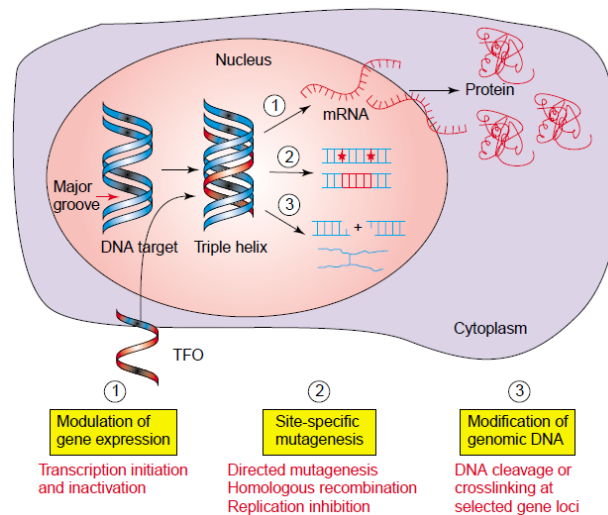 Nucleus
1
mRNA
Protein
2
3
Major
groove
DNA target
Triple helix
+
Cytoplasm
TFO
1
Modulation of
gene expression
Transcription initiation
and inactivation
2
Site-specific
mutagenesis
Directed mutagenesis
Homologous recombination
Replication inhibition
3
Modification of
genomic DNA
DNA cleavage or
crosslinking at
selected gene loci